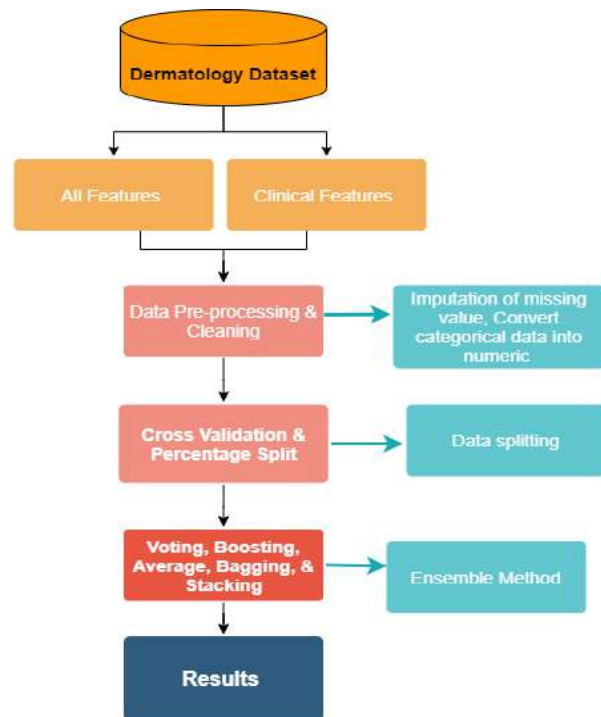 Dermatology Dataset
All Features
Clinical Features
Data Pre-processing &
Cleaning
Imputation of missing
value, Convert
categorical data into
numeric
Cross Validation &
Percentage Split
Data splitting
Voting, Boosting,
Average, Bagging, &
Stacking
Ensemble Method
Results